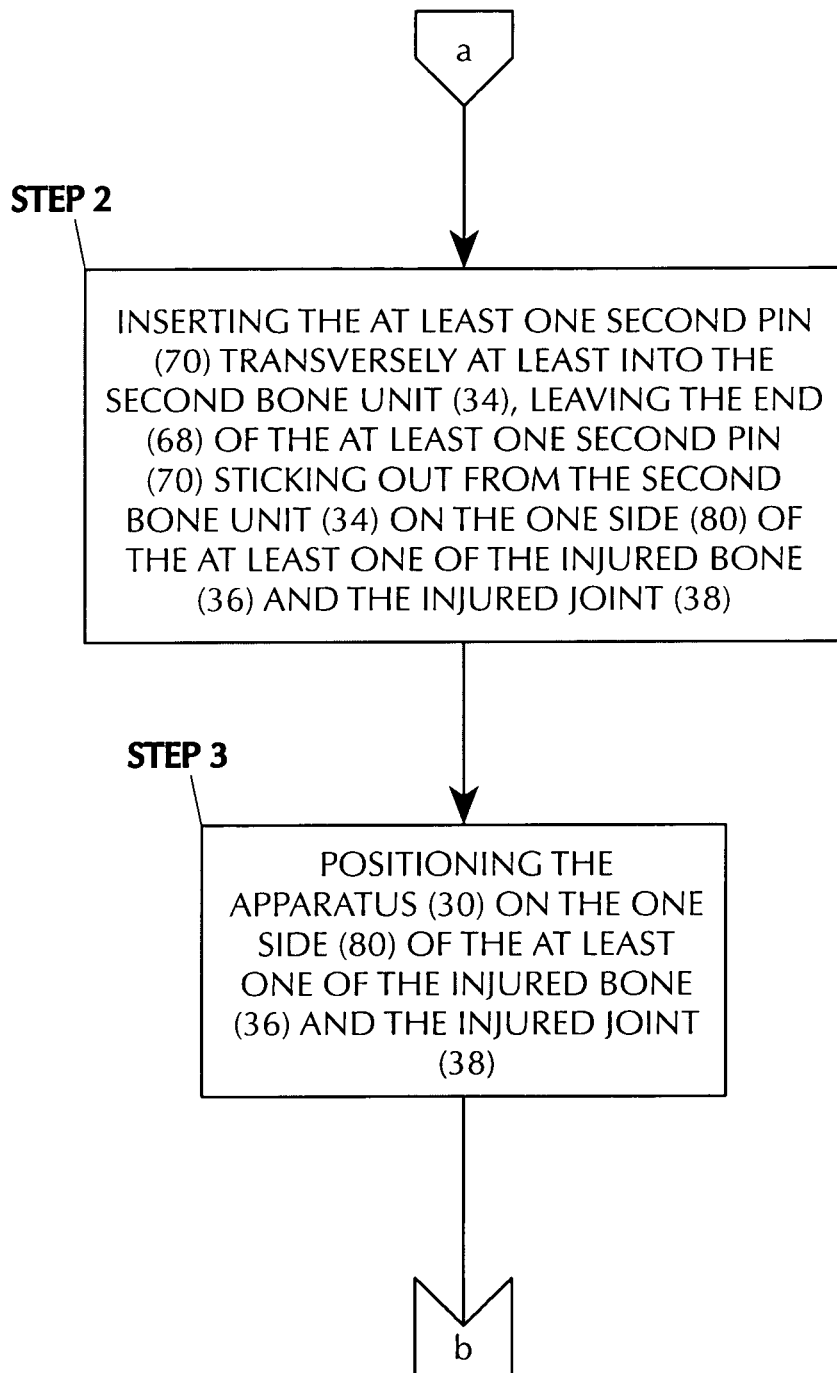 a
STEP 2
INSERTING THE AT LEAST ONE SECOND PIN
(70) TRANSVERSELY AT LEAST INTO THE
SECOND BONE UNIT (34), LEAVING THE END
(68) OF THE AT LEAST ONE SECOND PIN
(70) STICKING OUT FROM THE SECOND
BONE UNIT (34) ON THE ONE SIDE (80) OF
THE AT LEAST ONE OF THE INJURED BONE
(36) AND THE INJURED JOINT (38)
STEP 3
POSITIONING THE
APPARATUS (30) ON THE ONE
SIDE (80) OF THE AT LEAST
ONE OF THE INJURED BONE
(36) AND THE INJURED JOINT
(38)
b